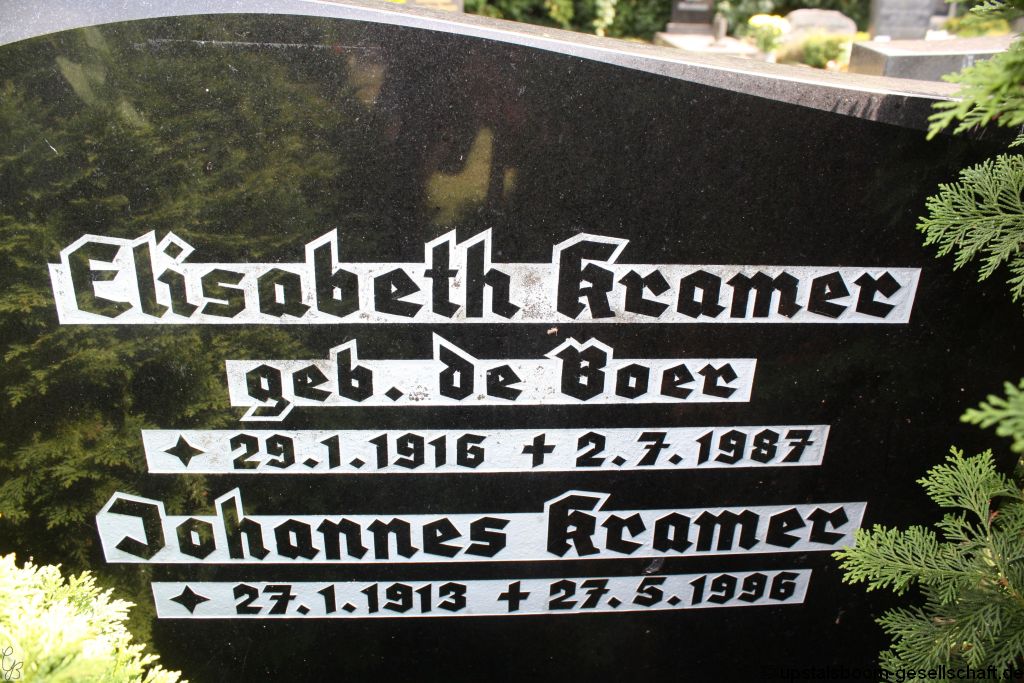 Elisabeth Kramer
geb. de Boer
✦ 29.1.1916 + 2.7.1987
Johannes Kramer
✦ 27.1.1913 + 27.5.1996
GB
© upstalsboom-gesellschaft.de